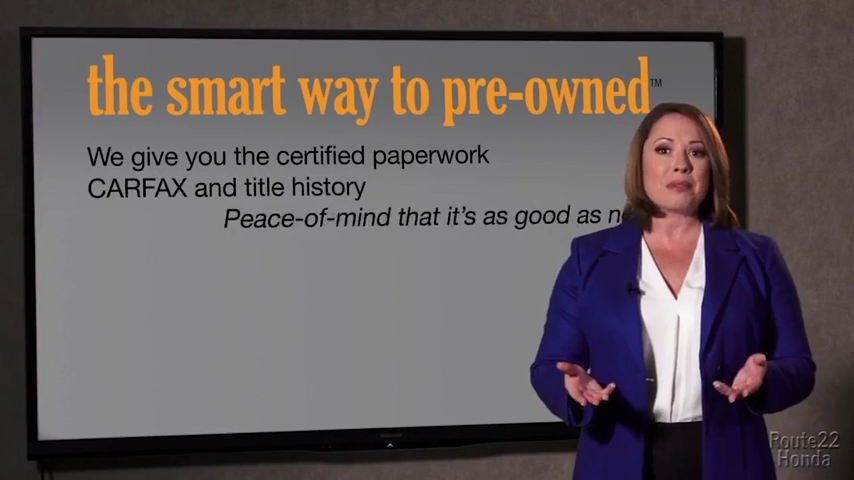 the smart way to pre-owned™
We give you the certified paperwork
CARFAX and title history
Peace-of-mind that it's as good as
Route22
Honda